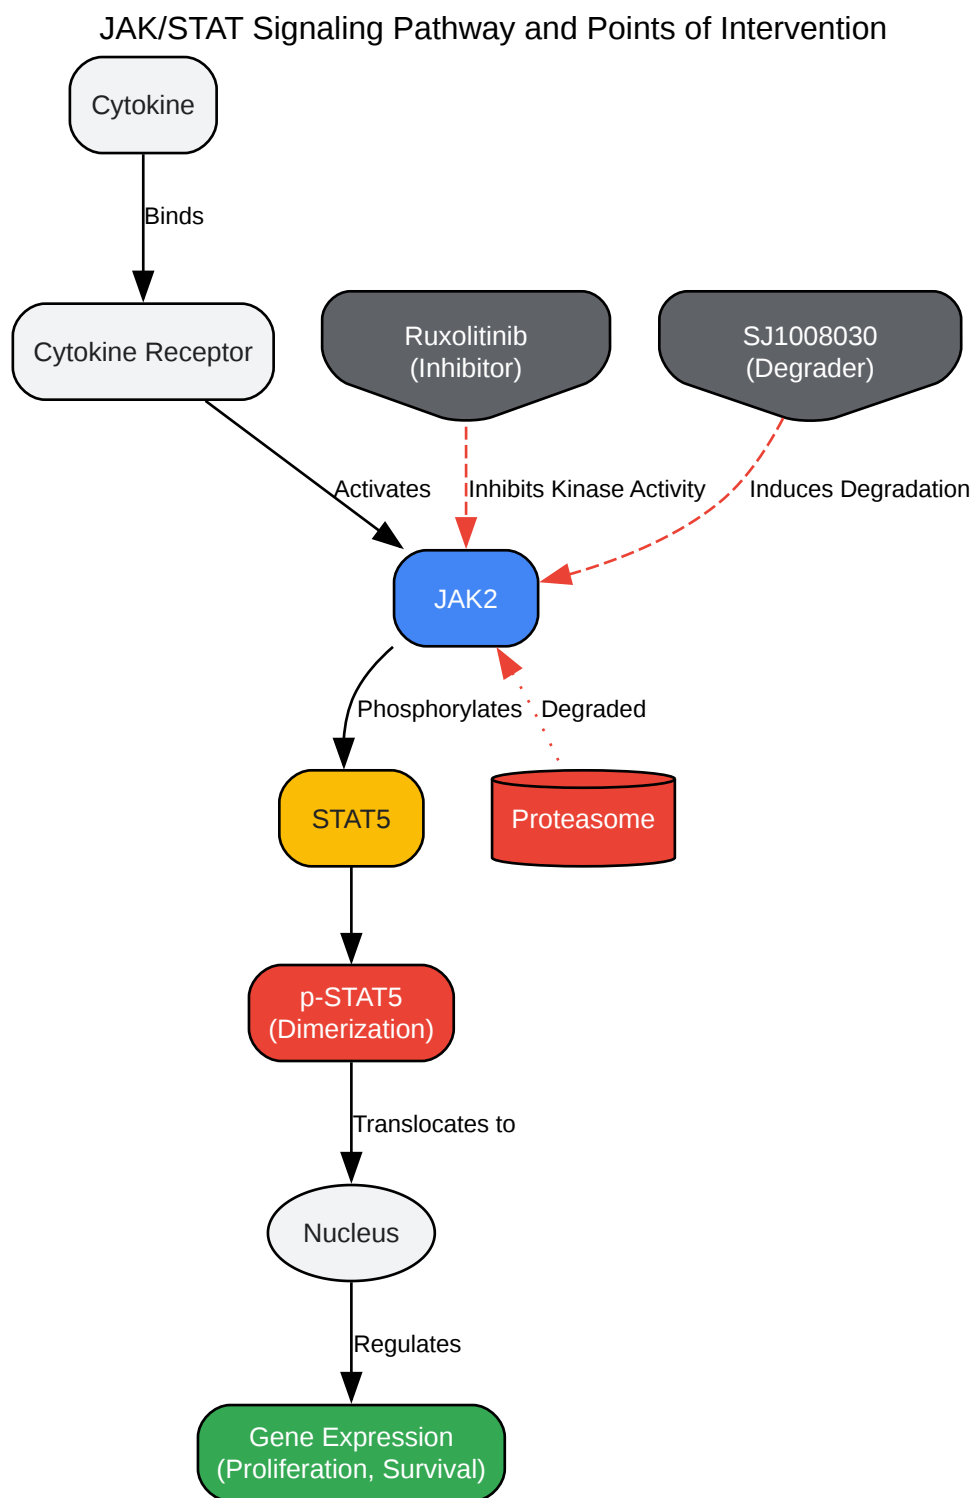 JAK/STAT Signaling Pathway and Points of Intervention
Cytokine
Binds
Cytokine Receptor
Ruxolitinib
(Inhibitor)
SJ1008030
(Degrader)
Activates
Inhibits Kinase Activity
Induces Degradation
JAK2
Phosphorylates
Degraded
STAT5
Proteasome
p-STAT5
(Dimerization)
Translocates to
Nucleus
Regulates
Gene Expression
(Proliferation, Survival)